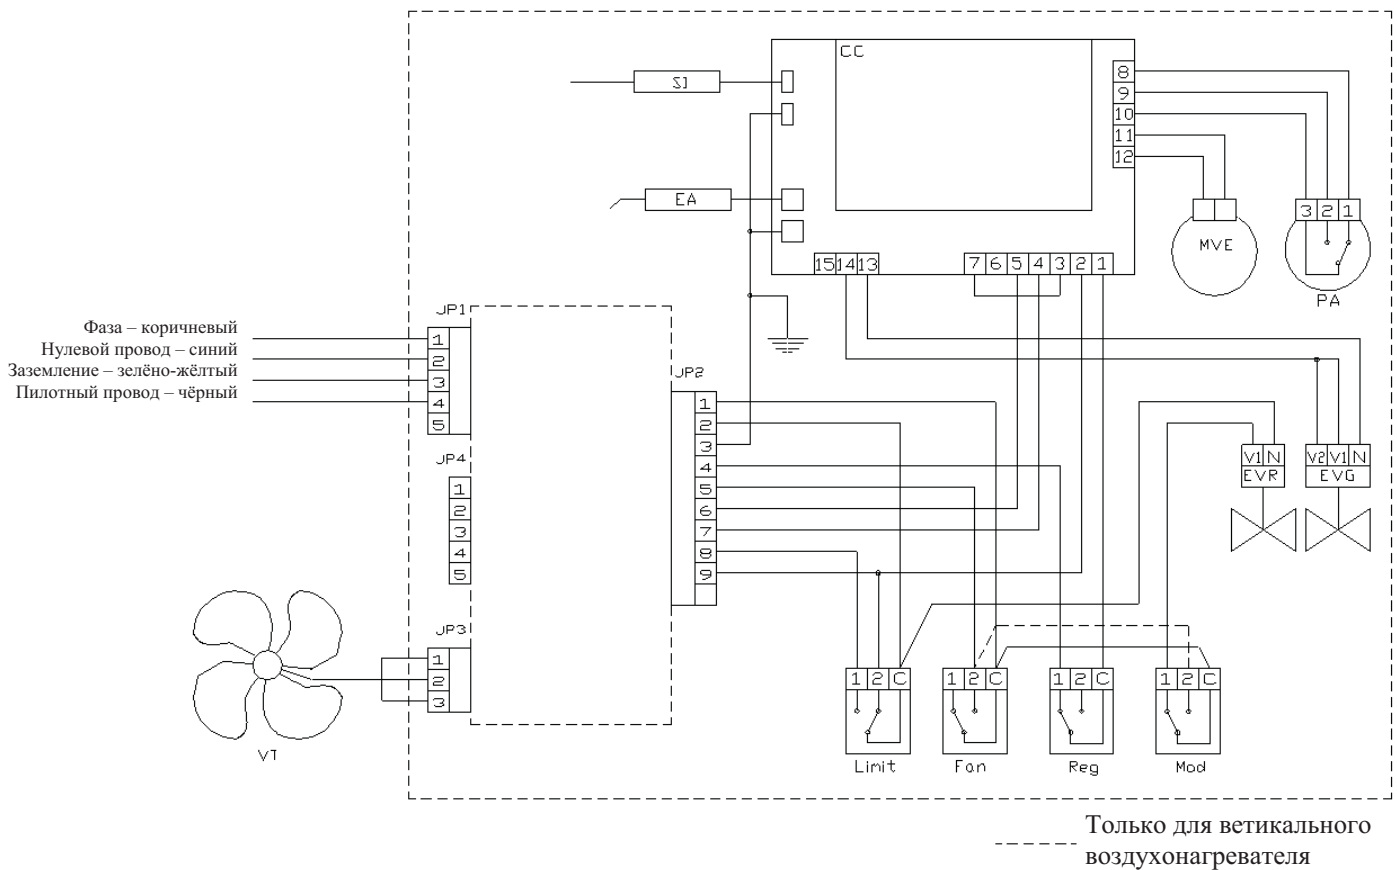 CC
SI
8
9
10
11
12
EA
3 2 1
MVE
PA
15 14 13
7 6 5 4 3 2 1
Фаза – коричневый
Нулевой провод – синий
Заземление – зелёно-жёлтый
Пилотный провод – чёрный
JP1
1
2
3
4
5
JP2
1
2
3
4
5
6
7
8
9
V1 N
EVR
V2 V1 N
EVG
JP4
1
2
3
4
5
JP3
1
2
3
VT
1 2 C
Limit
1 2 C
Fan
1 2 C
Reg
1 2 C
Mod
Только для ветикального
воздухонагревателя